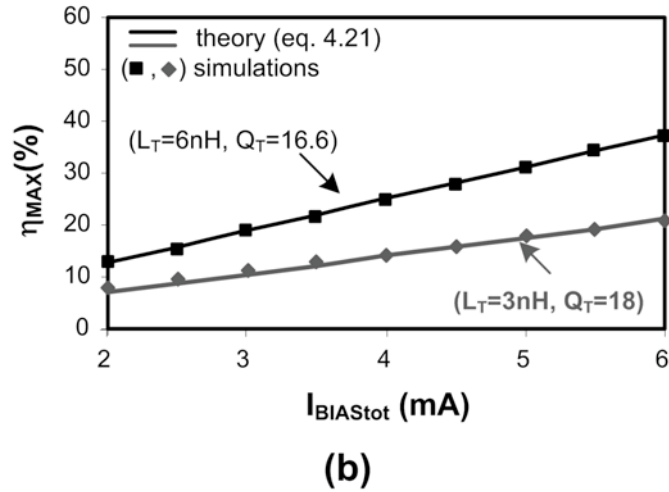 60
50
40
30
20
10
0
η_MAX(%)
theory (eq. 4.21)
(■ , ◆) simulations
(L_T=6nH, Q_T=16.6)
(L_T=3nH, Q_T=18)
2 3 4 5 6
I_BIAStot (mA)
(b)